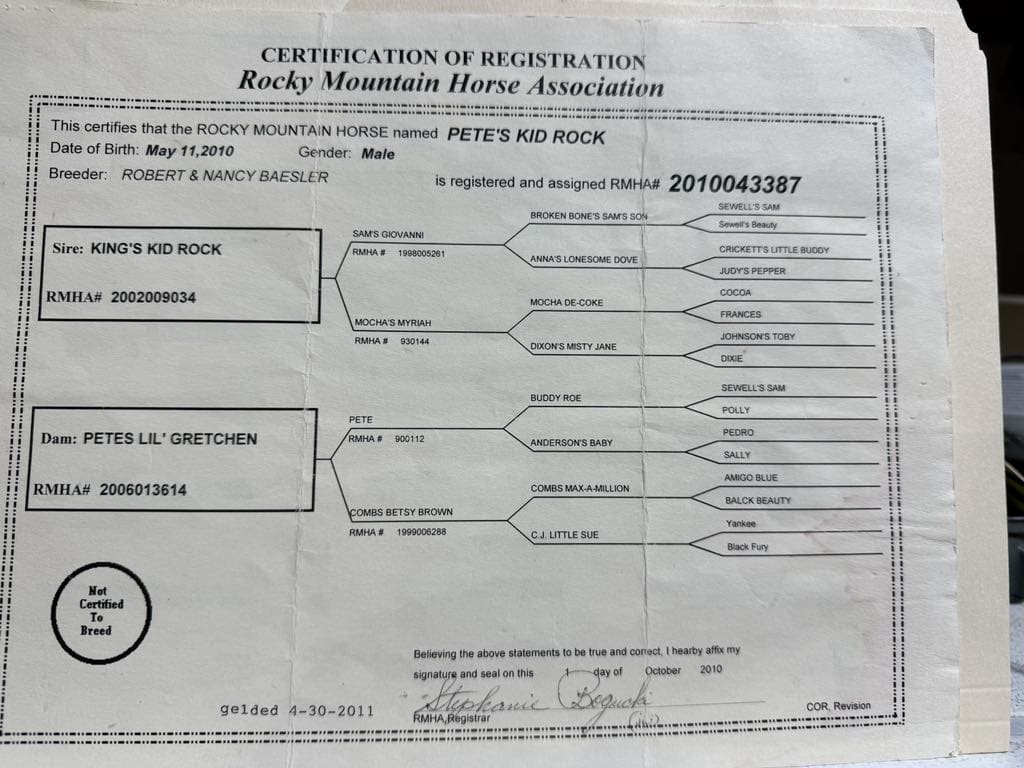 CERTIFICATION OF REGISTRATION
Rocky Mountain Horse Association
This certifies that the ROCKY MOUNTAIN HORSE named PETE'S KID ROCK
Date of Birth: May 11,2010 Gender: Male
Breeder: ROBERT & NANCY BAESLER is registered and assigned RMHA# 2010043387
Sire: KING'S KID ROCK
RMHA# 2002009034
SAM'S GIOVANNI
RMHA # 1998005261
MOCHA'S MYRIAH
RMHA # 930144
BROKEN BONE'S SAM'S SON
ANNA'S LONESOME DOVE
MOCHA DE-COKE
DIXON'S MISTY JANE
SEWELL'S SAM
Sewell's Beauty
CRICKETT'S LITTLE BUDDY
JUDY'S PEPPER
COCOA
FRANCES
JOHNSON'S TOBY
DIXIE
Dam: PETES LIL' GRETCHEN
RMHA# 2006013614
PETE
RMHA # 900112
COMBS BETSY BROWN
RMHA # 1999006288
BUDDY ROE
ANDERSON'S BABY
COMBS MAX-A-MILLION
C.J. LITTLE SUE
SEWELL'S SAM
POLLY
PEDRO
SALLY
AMIGO BLUE
BALCK BEAUTY
Yankee
Black Fury
Not
Certified
To
Breed
gelded 4-30-2011
Believing the above statements to be true and correct, I hearby affix my
signature and seal on this 1 day of October 2010
Stephanie
RMHA,Registrar
COR, Revision